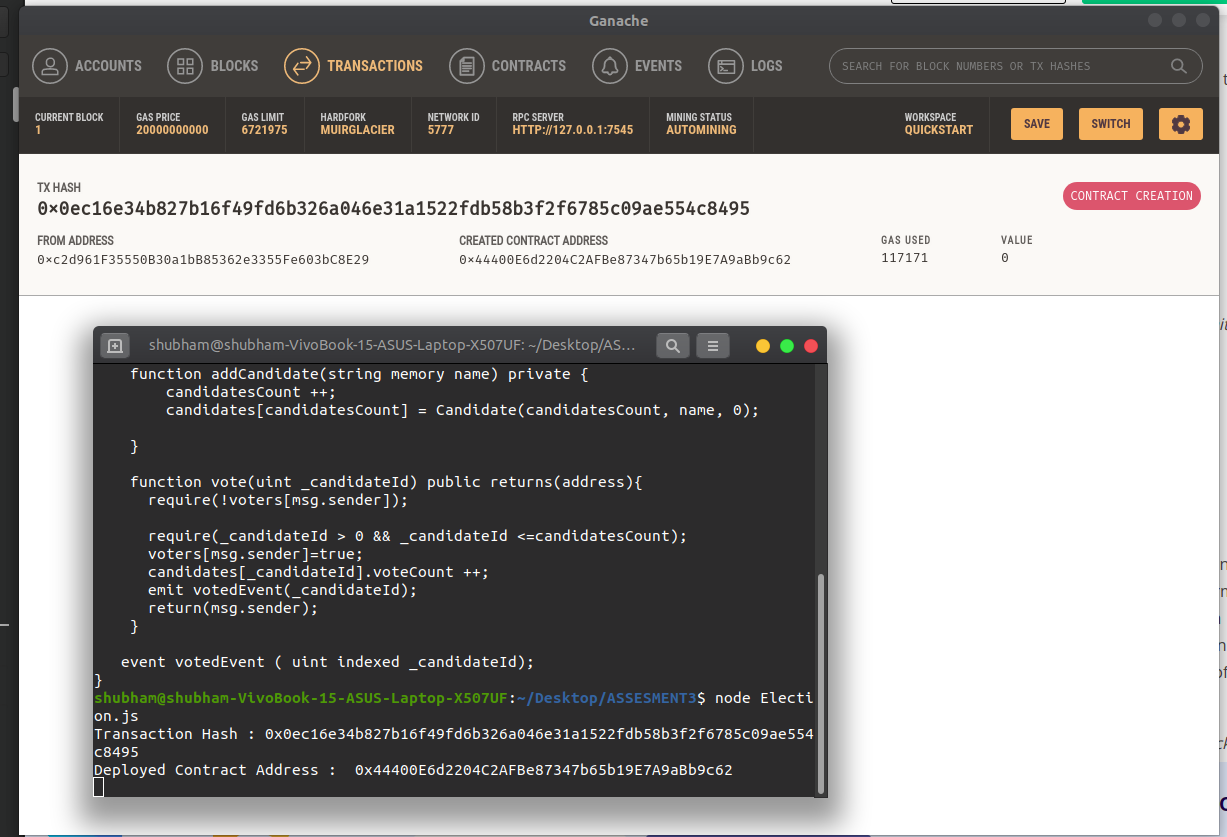 Ganache
ACCOUNTS BLOCKS TRANSACTIONS CONTRACTS EVENTS LOGS SEARCH FOR BLOCK NUMBERS OR TX HASHES
CURRENT BLOCK GAS PRICE GAS LIMIT HARDFORK NETWORK ID RPC SERVER MINING STATUS WORKSPACE
1 20000000000 6721975 MUIRGLACIER 5777 HTTP://127.0.0.1:7545 AUTOMINING QUICKSTART SAVE SWITCH
TX HASH
0×0ec16e34b827b16f49fd6b326a046e31a1522fdb58b3f2f6785c09ae554c8495 CONTRACT CREATION
FROM ADDRESS CREATED CONTRACT ADDRESS GAS USED VALUE
0×c2d961F35550B30a1bB85362e3355Fe603bC8E29 0×44400E6d2204C2AFBe87347b65b19E7A9aBb9c62 117171 0
shubham@shubham-VivoBook-15-ASUS-Laptop-X507UF: ~/Desktop/AS...
function addCandidate(string memory name) private {
candidatesCount ++;
candidates[candidatesCount] = Candidate(candidatesCount, name, 0);
}
function vote(uint _candidateId) public returns(address){
require(!voters[msg.sender]);
require(_candidateId > 0 && _candidateId <=candidatesCount);
voters[msg.sender]=true;
candidates[_candidateId].voteCount ++;
emit votedEvent(_candidateId);
return(msg.sender);
}
event votedEvent ( uint indexed _candidateId);
}
shubham@shubham-VivoBook-15-ASUS-Laptop-X507UF:~/Desktop/ASSESMENT3$ node Electi
on.js
Transaction Hash : 0x0ec16e34b827b16f49fd6b326a046e31a1522fdb58b3f2f6785c09ae554
c8495
Deployed Contract Address :  0x44400E6d2204C2AFBe87347b65b19E7A9aBb9c62